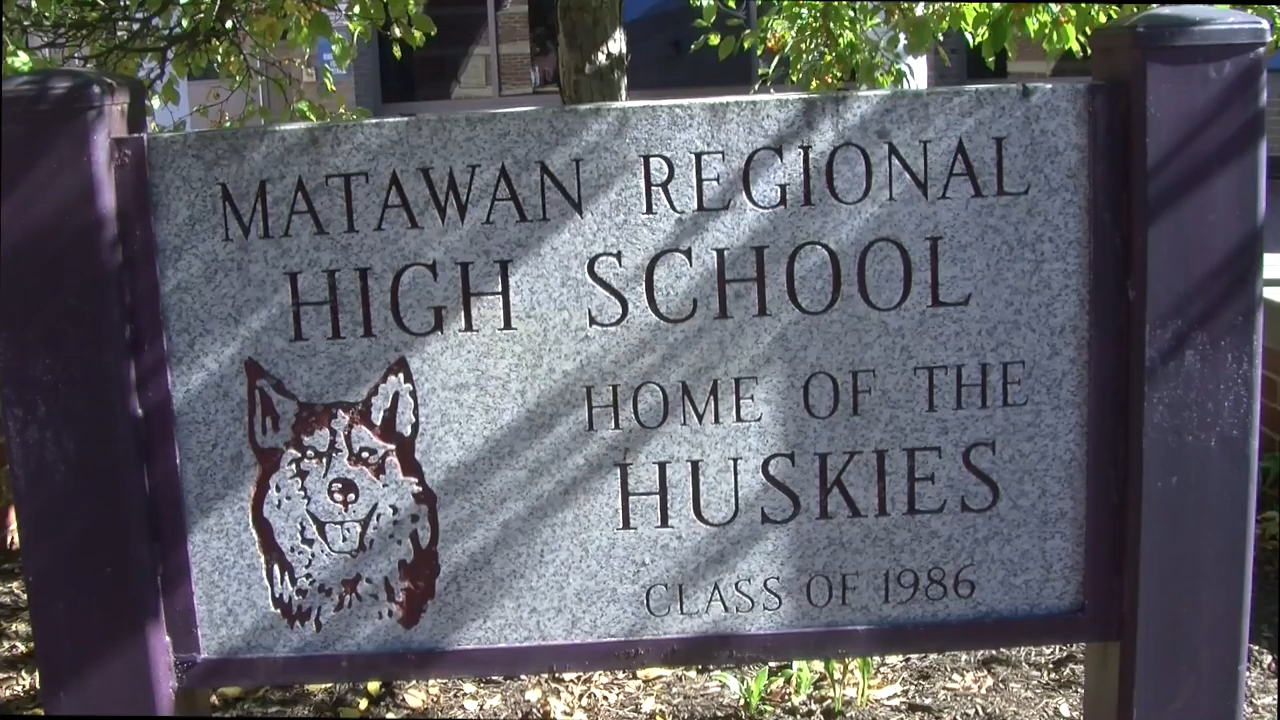 MATAWAN REGIONAL
HIGH SCHOOL
HOME OF THE
HUSKIES
CLASS OF 1986